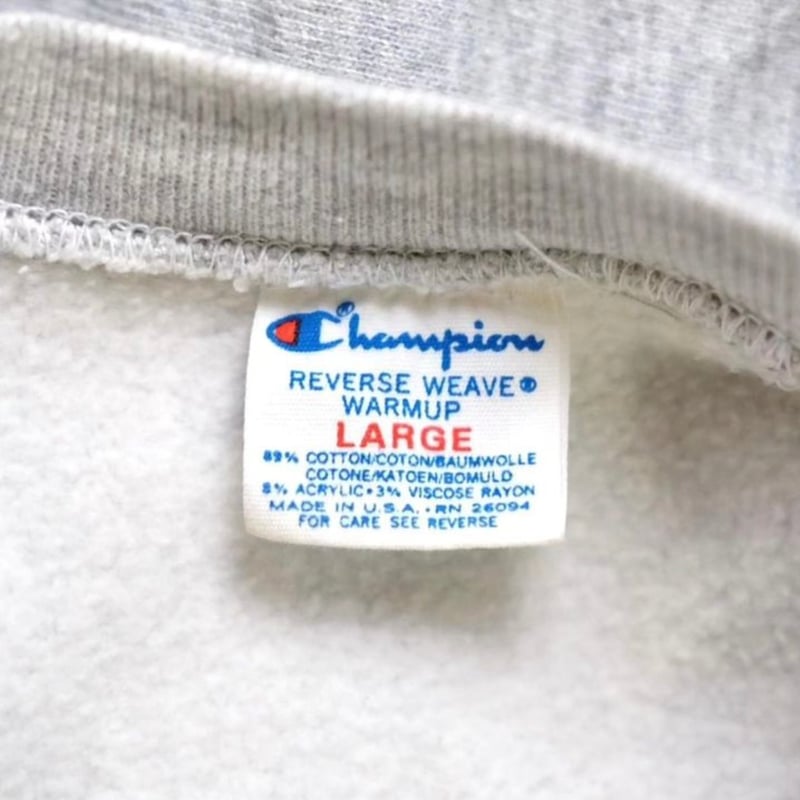 Champion®
REVERSE WEAVE®
WARMUP
LARGE
89% COTTON/COTON/BAUMWOLLE
COTONE/KATOEN/BOMULD
8% ACRYLIC•3% VISCOSE RAYON
MADE IN U.S.A.•RN 26094
FOR CARE SEE REVERSE